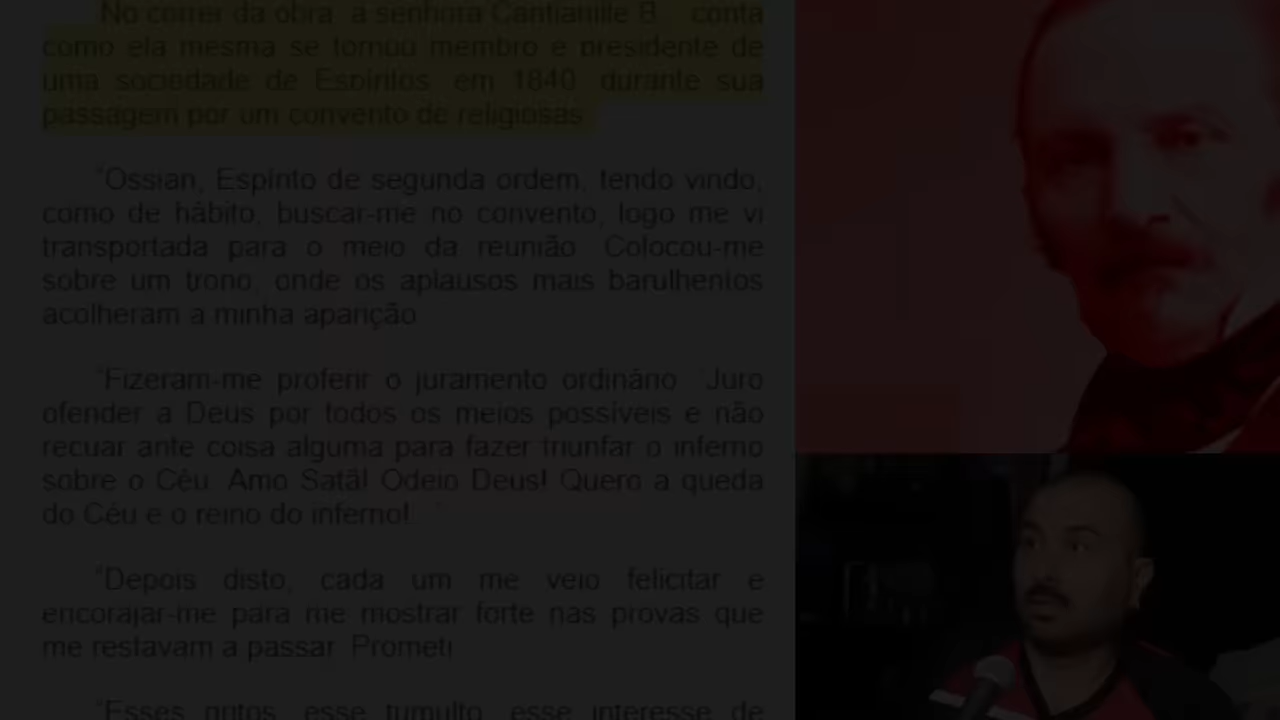 No correr da obra a senhora Cantianille B conta
como ela mesma se tornou membro e presidente de
uma sociedade de Espíritos em 1840 durante sua
passagem por um convento de religiosas
"Ossian, Espírito de segunda ordem, tendo vindo,
como de hábito, buscar-me no convento, logo me vi
transportada para o meio da reunião Colocou-me
sobre um trono, onde os aplausos mais barulhentos
acolheram a minha aparição
"Fizeram-me proferir o juramento ordinário 'Juro
ofender a Deus por todos os meios possíveis e não
recuar ante coisa alguma para fazer triunfar o inferno
sobre o Céu. Amo Satã! Odeio Deus! Quero a queda
do Céu e o reino do inferno!..'
"Depois disto, cada um me veio felicitar e
encorajar-me para me mostrar forte nas provas que
me restavam a passar Prometi
"Esses gritos, esse tumulto, esse interesse de